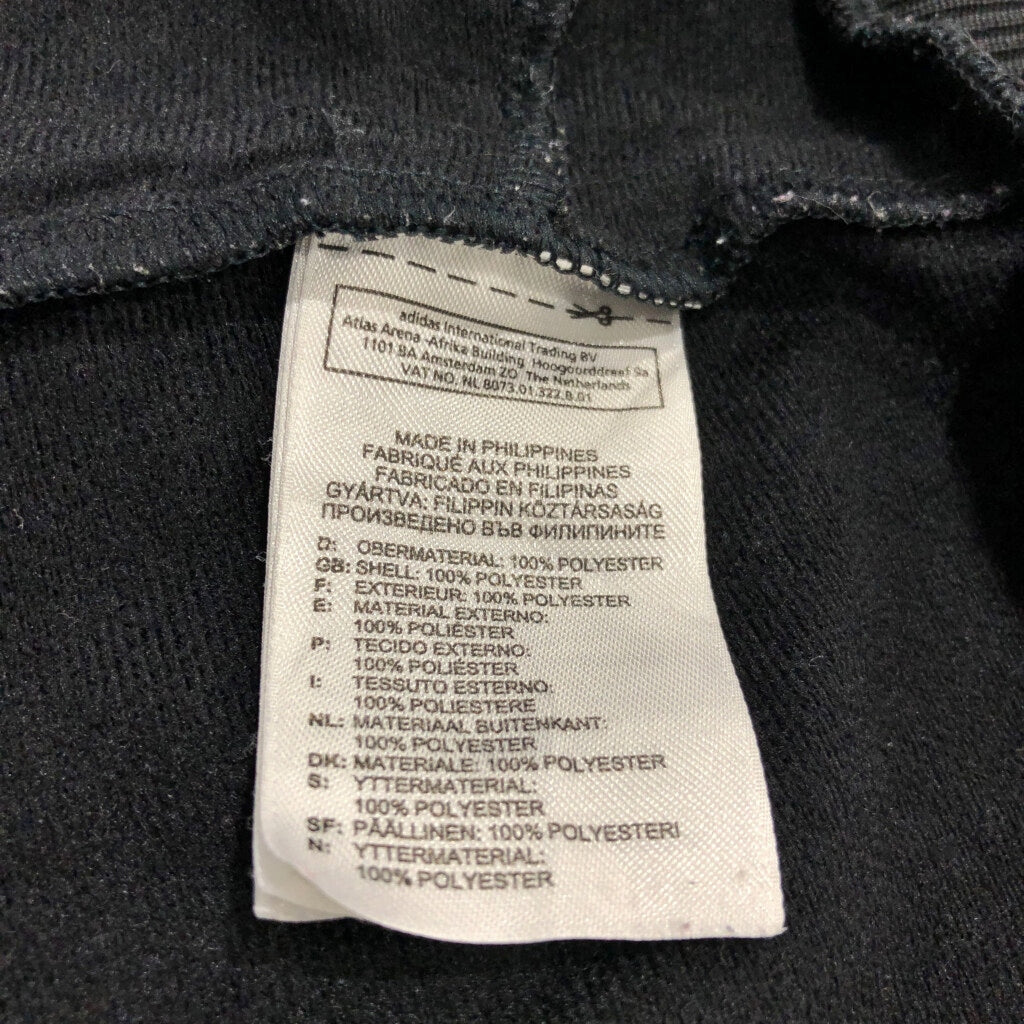 adidas International Trading BV
Atlas Arena -Afrika Building Hoogoorddreef 9a
1101 BA Amsterdam ZO The Netherlands
VAT NO. NL 8073.01.322.B.01
MADE IN PHILIPPINES
FABRIQUÉ AUX PHILIPPINES
FABRICADO EN FILIPINAS
GYÁRTVA: FILIPPIN KÖZTÁRSASÁG
ПРОИЗВЕДЕНО ВЪВ ФИЛИПИНИТЕ
D: OBERMATERIAL: 100% POLYESTER
GB: SHELL: 100% POLYESTER
F: EXTERIEUR: 100% POLYESTER
E: MATERIAL EXTERNO:
100% POLIÉSTER
P: TECIDO EXTERNO:
100% POLIÉSTER
I: TESSUTO ESTERNO:
100% POLIESTERE
NL: MATERIAAL BUITENKANT:
100% POLYESTER
DK: MATERIALE: 100% POLYESTER
S: YTTERMATERIAL:
100% POLYESTER
SF: PÄÄLLINEN: 100% POLYESTERI
N: YTTERMATERIAL:
100% POLYESTER